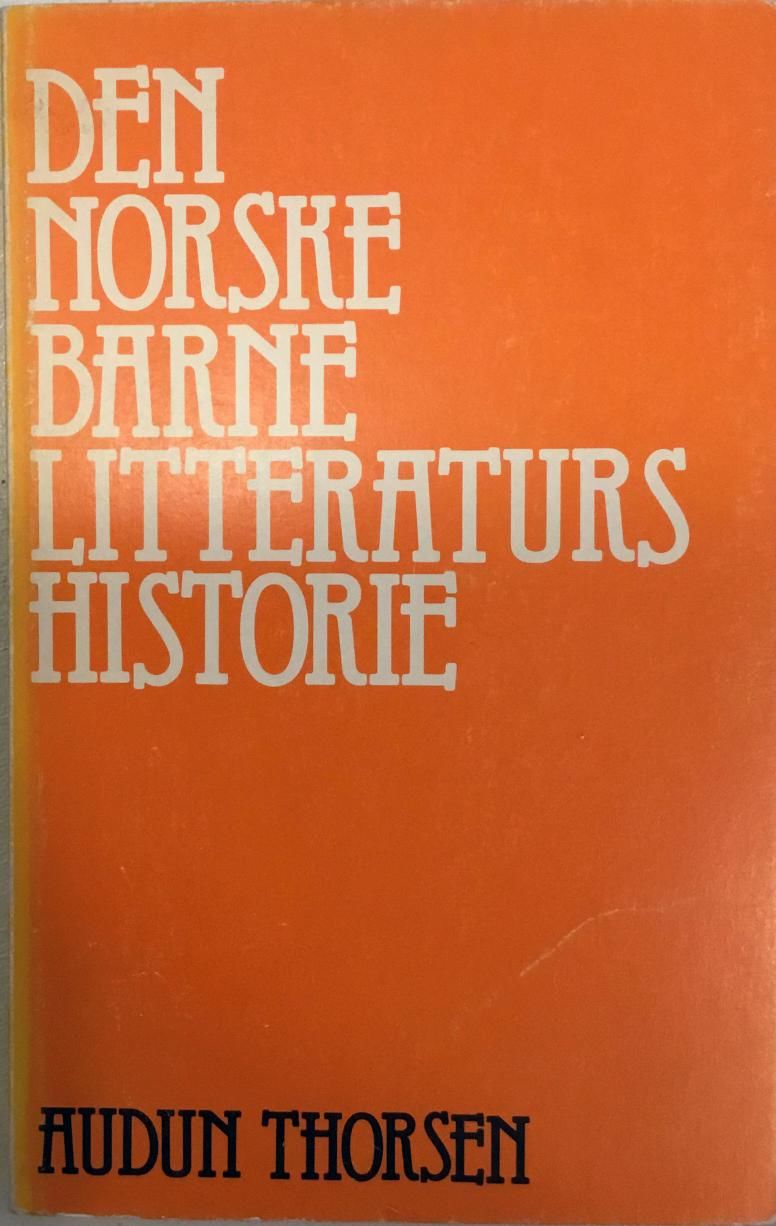 DEN
NORSKE
BARNE
LITTERATURS
HISTORIE
AUDUN THORSEN